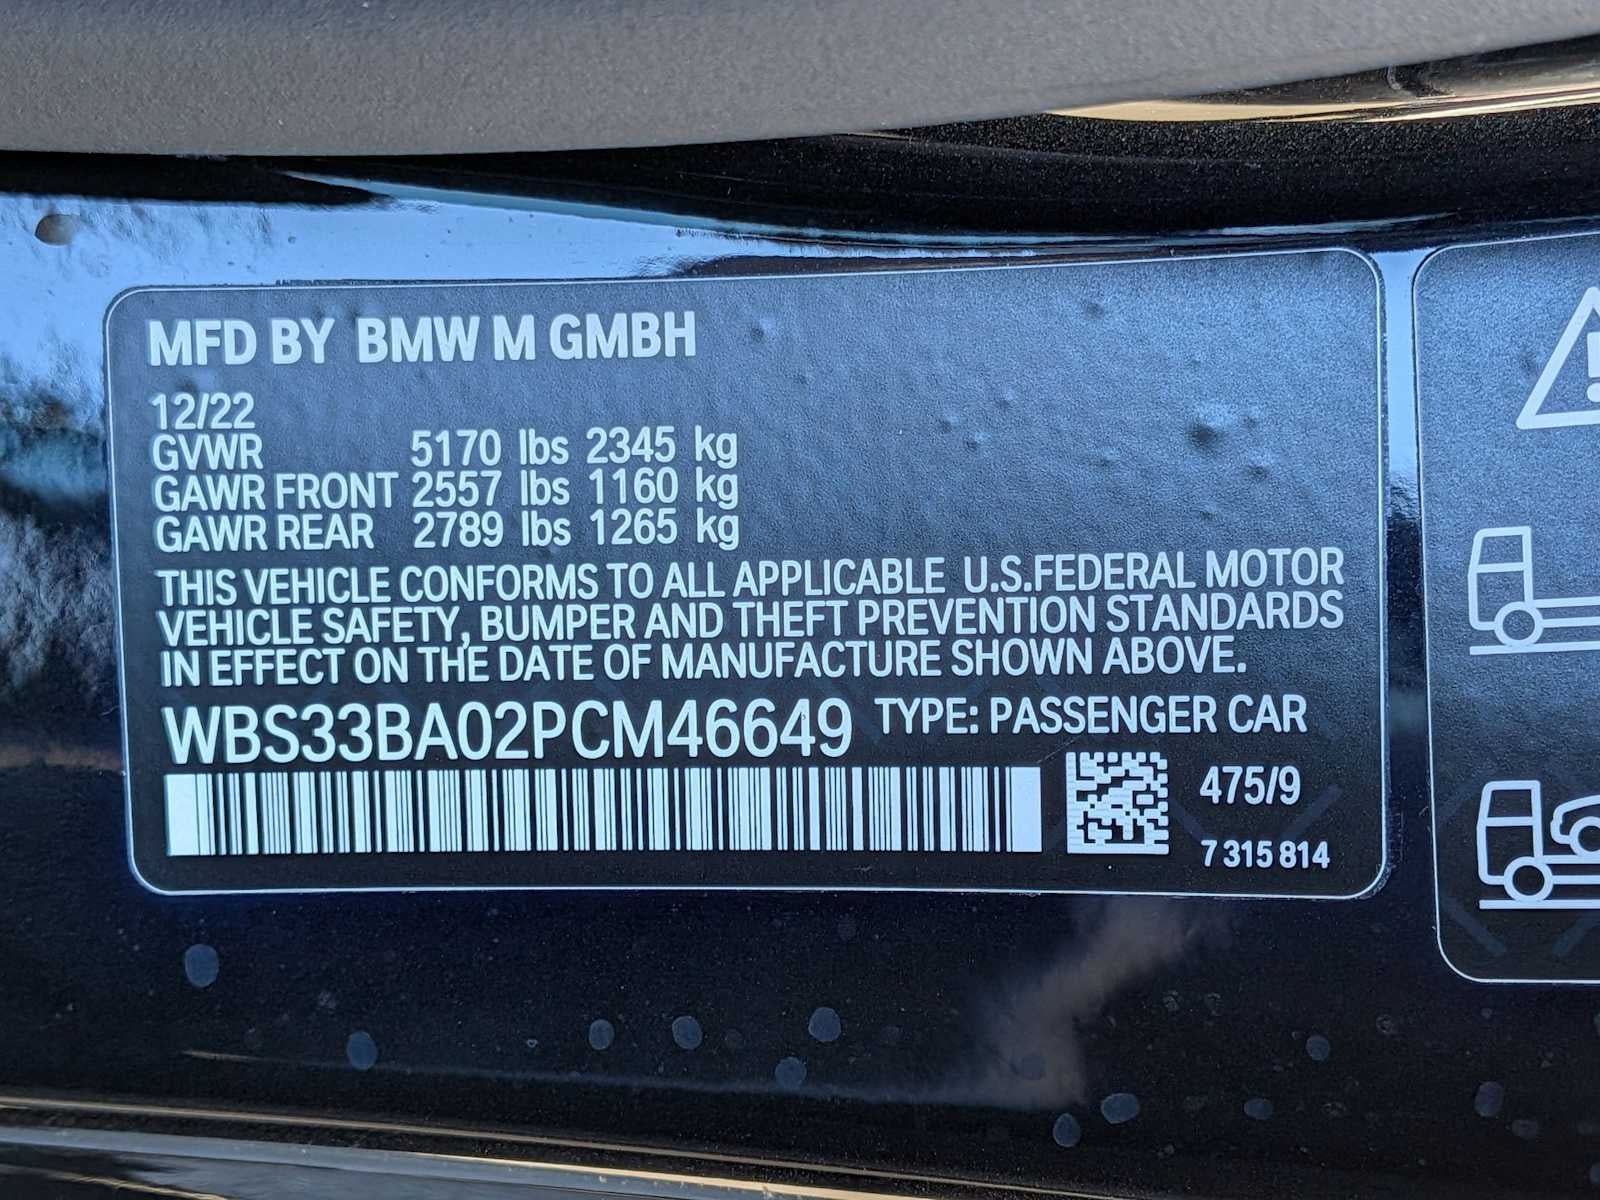 MFD BY BMW M GMBH
12/22
GVWR 5170 lbs 2345 kg
GAWR FRONT 2557 lbs 1160 kg
GAWR REAR 2789 lbs 1265 kg
THIS VEHICLE CONFORMS TO ALL APPLICABLE U.S.FEDERAL MOTOR
VEHICLE SAFETY, BUMPER AND THEFT PREVENTION STANDARDS
IN EFFECT ON THE DATE OF MANUFACTURE SHOWN ABOVE.
WBS33BA02PCM46649 TYPE: PASSENGER CAR
475/9
7 315 814